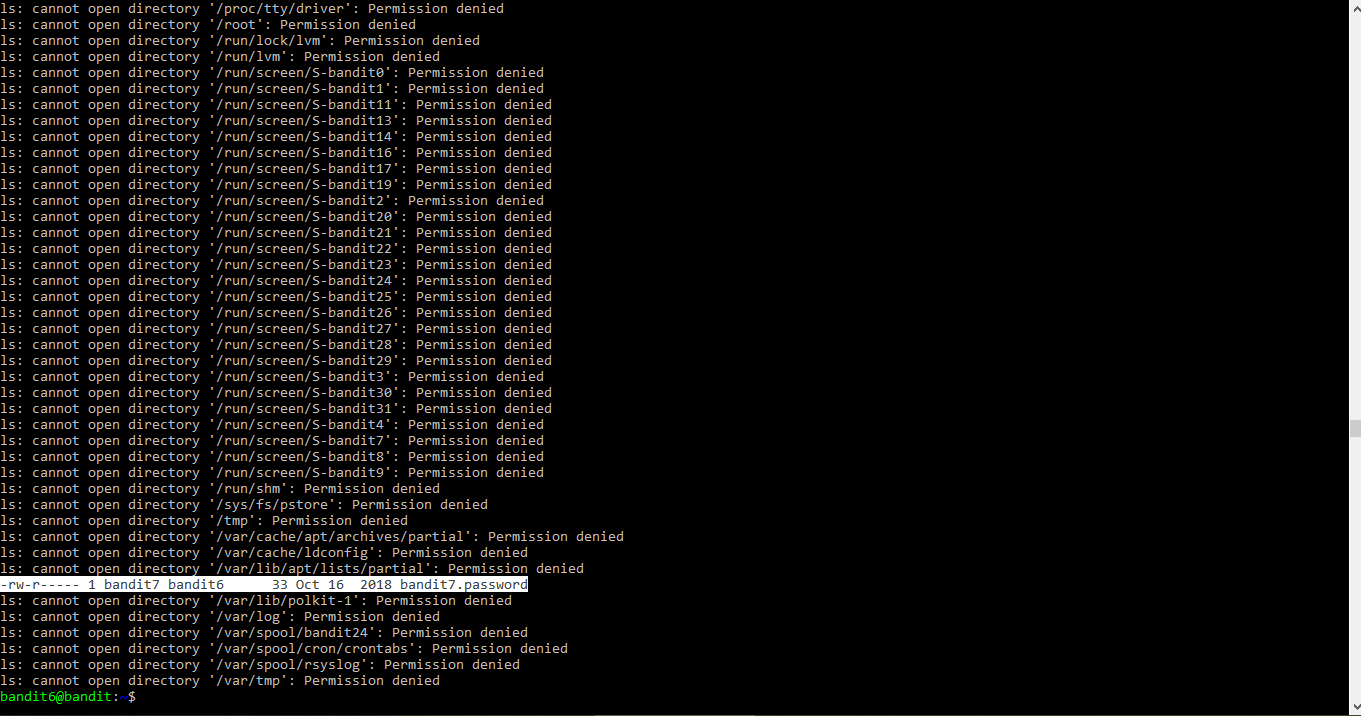 ls: cannot open directory '/proc/tty/driver': Permission denied
ls: cannot open directory '/root': Permission denied
ls: cannot open directory '/run/lock/lvm': Permission denied
ls: cannot open directory '/run/lvm': Permission denied
ls: cannot open directory '/run/screen/S-bandit0': Permission denied
ls: cannot open directory '/run/screen/S-bandit1': Permission denied
ls: cannot open directory '/run/screen/S-bandit11': Permission denied
ls: cannot open directory '/run/screen/S-bandit13': Permission denied
ls: cannot open directory '/run/screen/S-bandit14': Permission denied
ls: cannot open directory '/run/screen/S-bandit16': Permission denied
ls: cannot open directory '/run/screen/S-bandit17': Permission denied
ls: cannot open directory '/run/screen/S-bandit19': Permission denied
ls: cannot open directory '/run/screen/S-bandit2': Permission denied
ls: cannot open directory '/run/screen/S-bandit20': Permission denied
ls: cannot open directory '/run/screen/S-bandit21': Permission denied
ls: cannot open directory '/run/screen/S-bandit22': Permission denied
ls: cannot open directory '/run/screen/S-bandit23': Permission denied
ls: cannot open directory '/run/screen/S-bandit24': Permission denied
ls: cannot open directory '/run/screen/S-bandit25': Permission denied
ls: cannot open directory '/run/screen/S-bandit26': Permission denied
ls: cannot open directory '/run/screen/S-bandit27': Permission denied
ls: cannot open directory '/run/screen/S-bandit28': Permission denied
ls: cannot open directory '/run/screen/S-bandit29': Permission denied
ls: cannot open directory '/run/screen/S-bandit3': Permission denied
ls: cannot open directory '/run/screen/S-bandit30': Permission denied
ls: cannot open directory '/run/screen/S-bandit31': Permission denied
ls: cannot open directory '/run/screen/S-bandit4': Permission denied
ls: cannot open directory '/run/screen/S-bandit7': Permission denied
ls: cannot open directory '/run/screen/S-bandit8': Permission denied
ls: cannot open directory '/run/screen/S-bandit9': Permission denied
ls: cannot open directory '/run/shm': Permission denied
ls: cannot open directory '/sys/fs/pstore': Permission denied
ls: cannot open directory '/tmp': Permission denied
ls: cannot open directory '/var/cache/apt/archives/partial': Permission denied
ls: cannot open directory '/var/cache/ldconfig': Permission denied
ls: cannot open directory '/var/lib/apt/lists/partial': Permission denied
-rw-r----- 1 bandit7 bandit6      33 Oct 16  2018 bandit7.password
ls: cannot open directory '/var/lib/polkit-1': Permission denied
ls: cannot open directory '/var/log': Permission denied
ls: cannot open directory '/var/spool/bandit24': Permission denied
ls: cannot open directory '/var/spool/cron/crontabs': Permission denied
ls: cannot open directory '/var/spool/rsyslog': Permission denied
ls: cannot open directory '/var/tmp': Permission denied
bandit6@bandit:~$